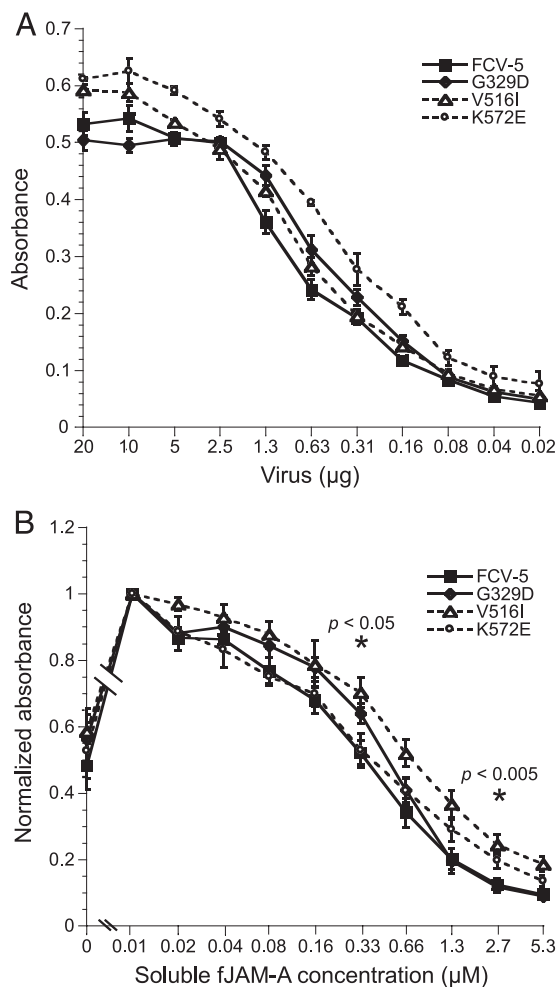 A
0.7
0.6
0.5
0.4
0.3
0.2
0.1
0
Absorbance
FCV-5
G329D
V516I
K572E
20 10 5 2.5 1.3 0.63 0.31 0.16 0.08 0.04 0.02
Virus (µg)
B
1.2
1
0.8
0.6
0.4
0.2
0
Normalized absorbance
FCV-5
G329D
V516I
K572E
p < 0.05
*
p < 0.005
*
0 0.01 0.02 0.04 0.08 0.16 0.33 0.66 1.3 2.7 5.3
Soluble fJAM-A concentration (µM)